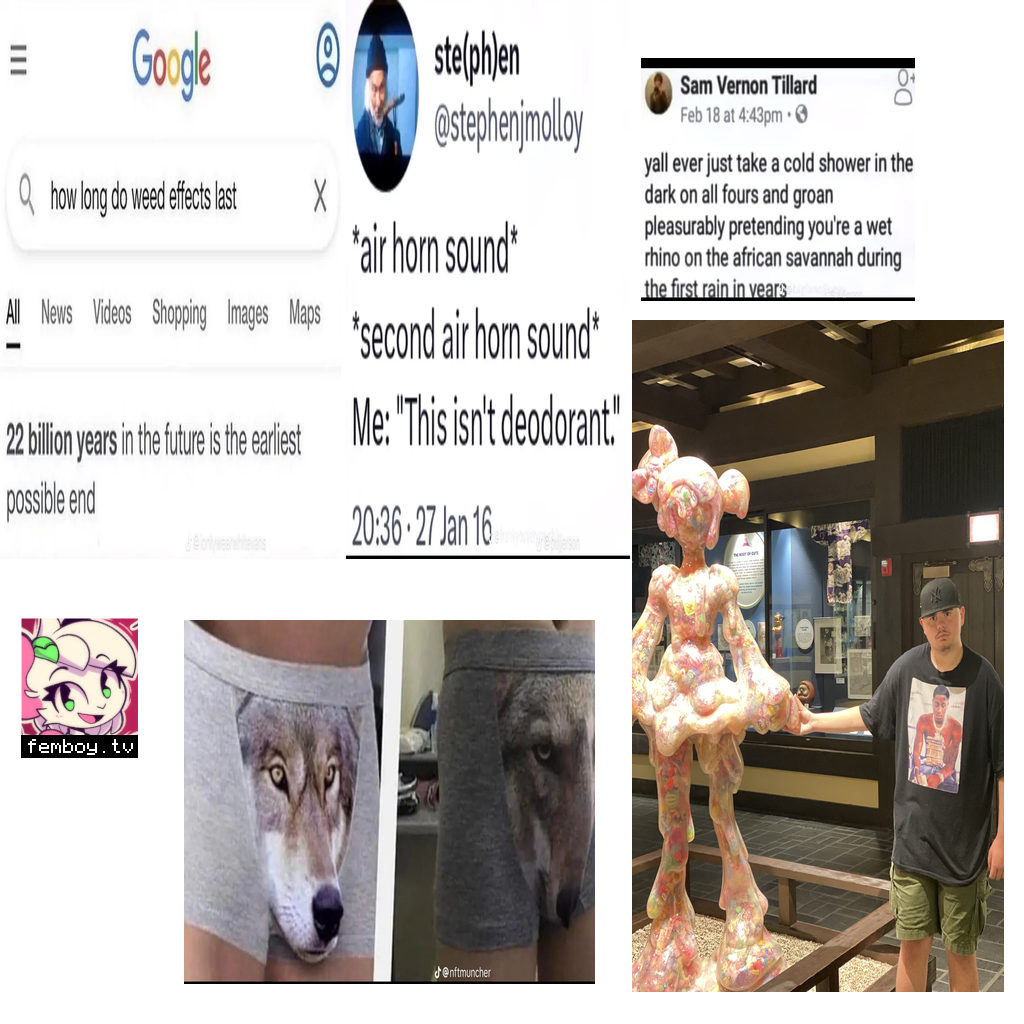 Google
how long do weed effects last
All News Videos Shopping Images Maps
22 billion years in the future is the earliest
possible end
ste(ph)en
@stephenjmolloy
*air horn sound*
*second air horn sound*
Me: "This isn't deodorant."
20:36 · 27 Jan 16
Sam Vernon Tillard
Feb 18 at 4:43pm ·
yall ever just take a cold shower in the
dark on all fours and groan
pleasurably pretending you're a wet
rhino on the african savannah during
the first rain in years
femboy.tv
@nftmuncher